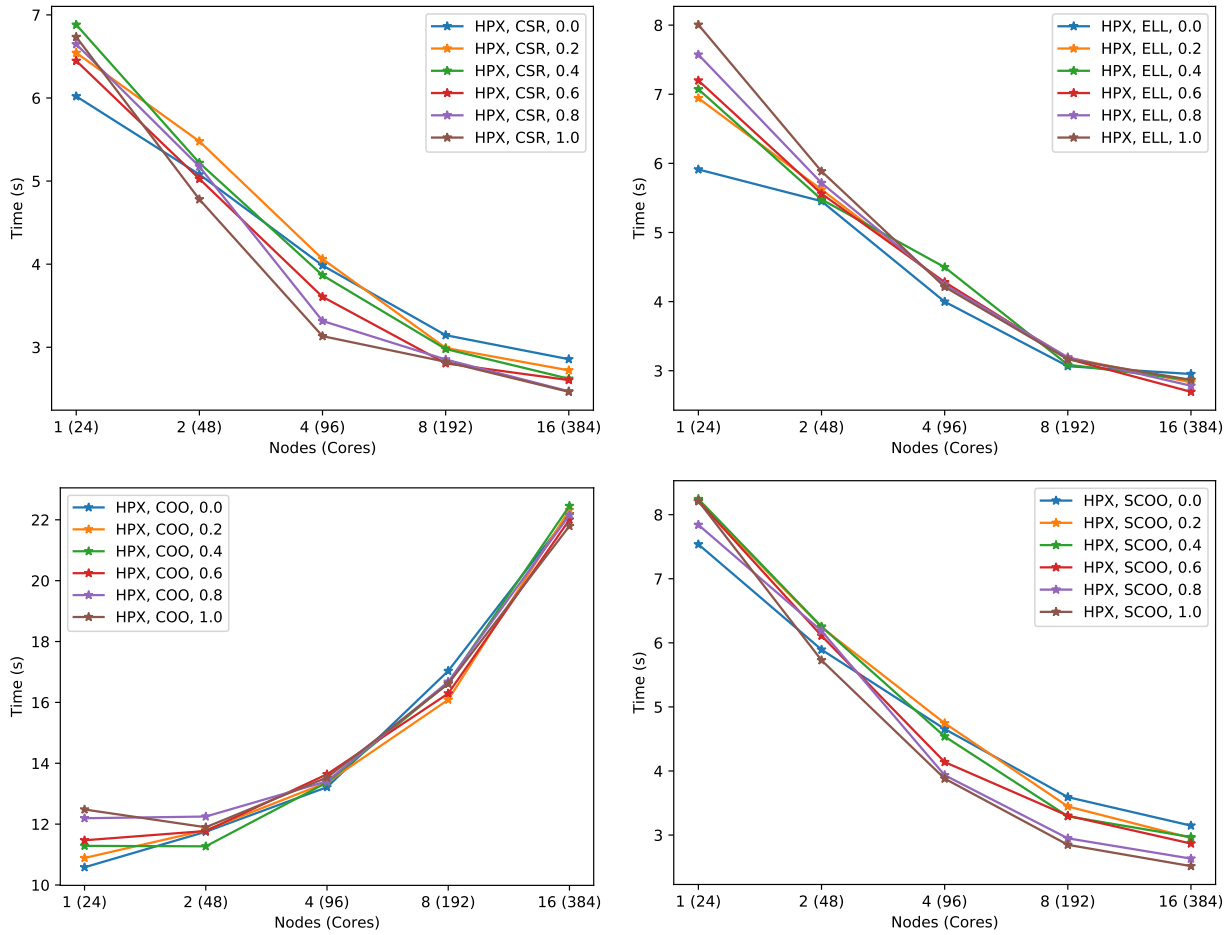 7
6
5
4
3
Time (s)
1 (24)
2 (48)
4 (96)
8 (192)
16 (384)
Nodes (Cores)
HPX, CSR, 0.0
HPX, CSR, 0.2
HPX, CSR, 0.4
HPX, CSR, 0.6
HPX, CSR, 0.8
HPX, CSR, 1.0
8
7
6
5
4
3
Time (s)
1 (24)
2 (48)
4 (96)
8 (192)
16 (384)
Nodes (Cores)
HPX, ELL, 0.0
HPX, ELL, 0.2
HPX, ELL, 0.4
HPX, ELL, 0.6
HPX, ELL, 0.8
HPX, ELL, 1.0
22
20
18
16
14
12
10
Time (s)
1 (24)
2 (48)
4 (96)
8 (192)
16 (384)
Nodes (Cores)
HPX, COO, 0.0
HPX, COO, 0.2
HPX, COO, 0.4
HPX, COO, 0.6
HPX, COO, 0.8
HPX, COO, 1.0
8
7
6
5
4
3
Time (s)
1 (24)
2 (48)
4 (96)
8 (192)
16 (384)
Nodes (Cores)
HPX, SCOO, 0.0
HPX, SCOO, 0.2
HPX, SCOO, 0.4
HPX, SCOO, 0.6
HPX, SCOO, 0.8
HPX, SCOO, 1.0